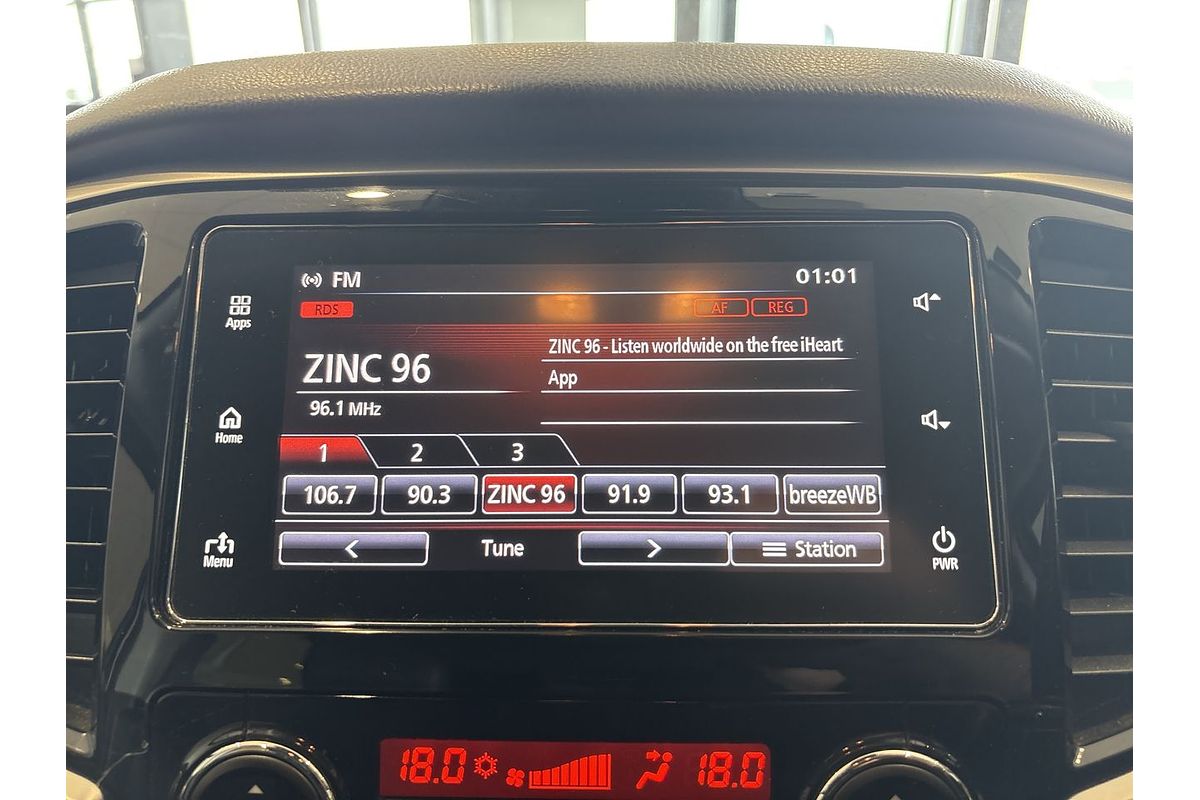 FM 01:01
RDS AF REG
Apps
ZINC 96 - Listen worldwide on the free iHeart
App
ZINC 96
96.1 MHz
Home
1 2 3
106.7 90.3 ZINC 96 91.9 93.1 breezeWB
< Tune > Station
Menu
PWR
18.0 18.0